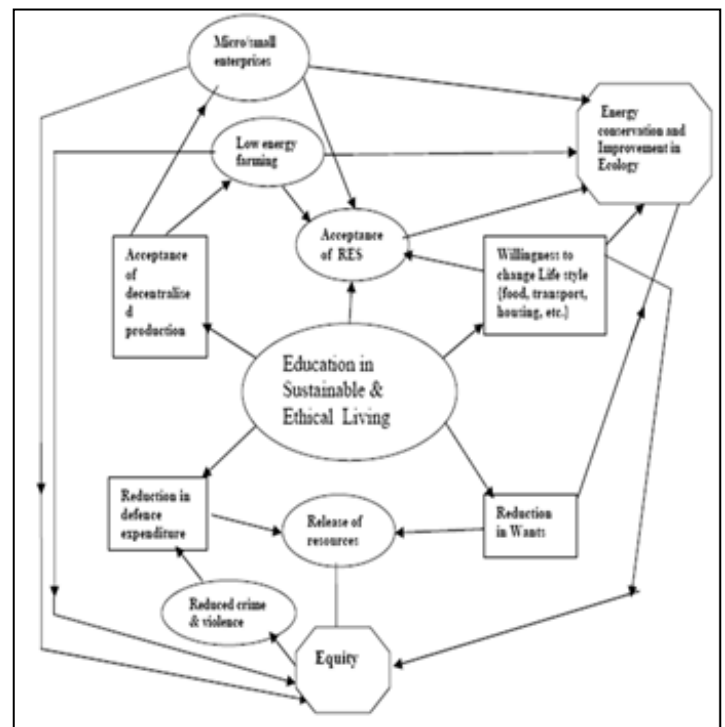 Micro/small
enterprises
Energy
conservation and
Improvement in
Ecology
Low energy
farming
Acceptance
of RES
Acceptance
of
decentralise
d
production
Willingness to
change Life style
{food, transport,
housing, etc.}
Education in
Sustainable &
Ethical Living
Reduction in
defence
expenditure
Release of
resources
Reduction
in Wants
Reduced crime
& violence
Equity